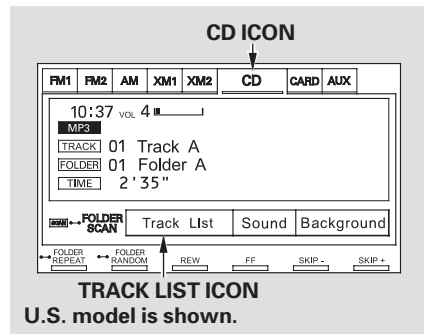 CD ICON
FM1 FM2 AM XM1 XM2 CD CARD AUX
10:37 VOL 4
MP3
TRACK 01 Track A
FOLDER 01 Folder A
TIME 2'35"
SCAN FOLDER SCAN Track List Sound Background
FOLDER REPEAT FOLDER RANDOM REW FF SKIP - SKIP +
TRACK LIST ICON
U.S. model is shown.